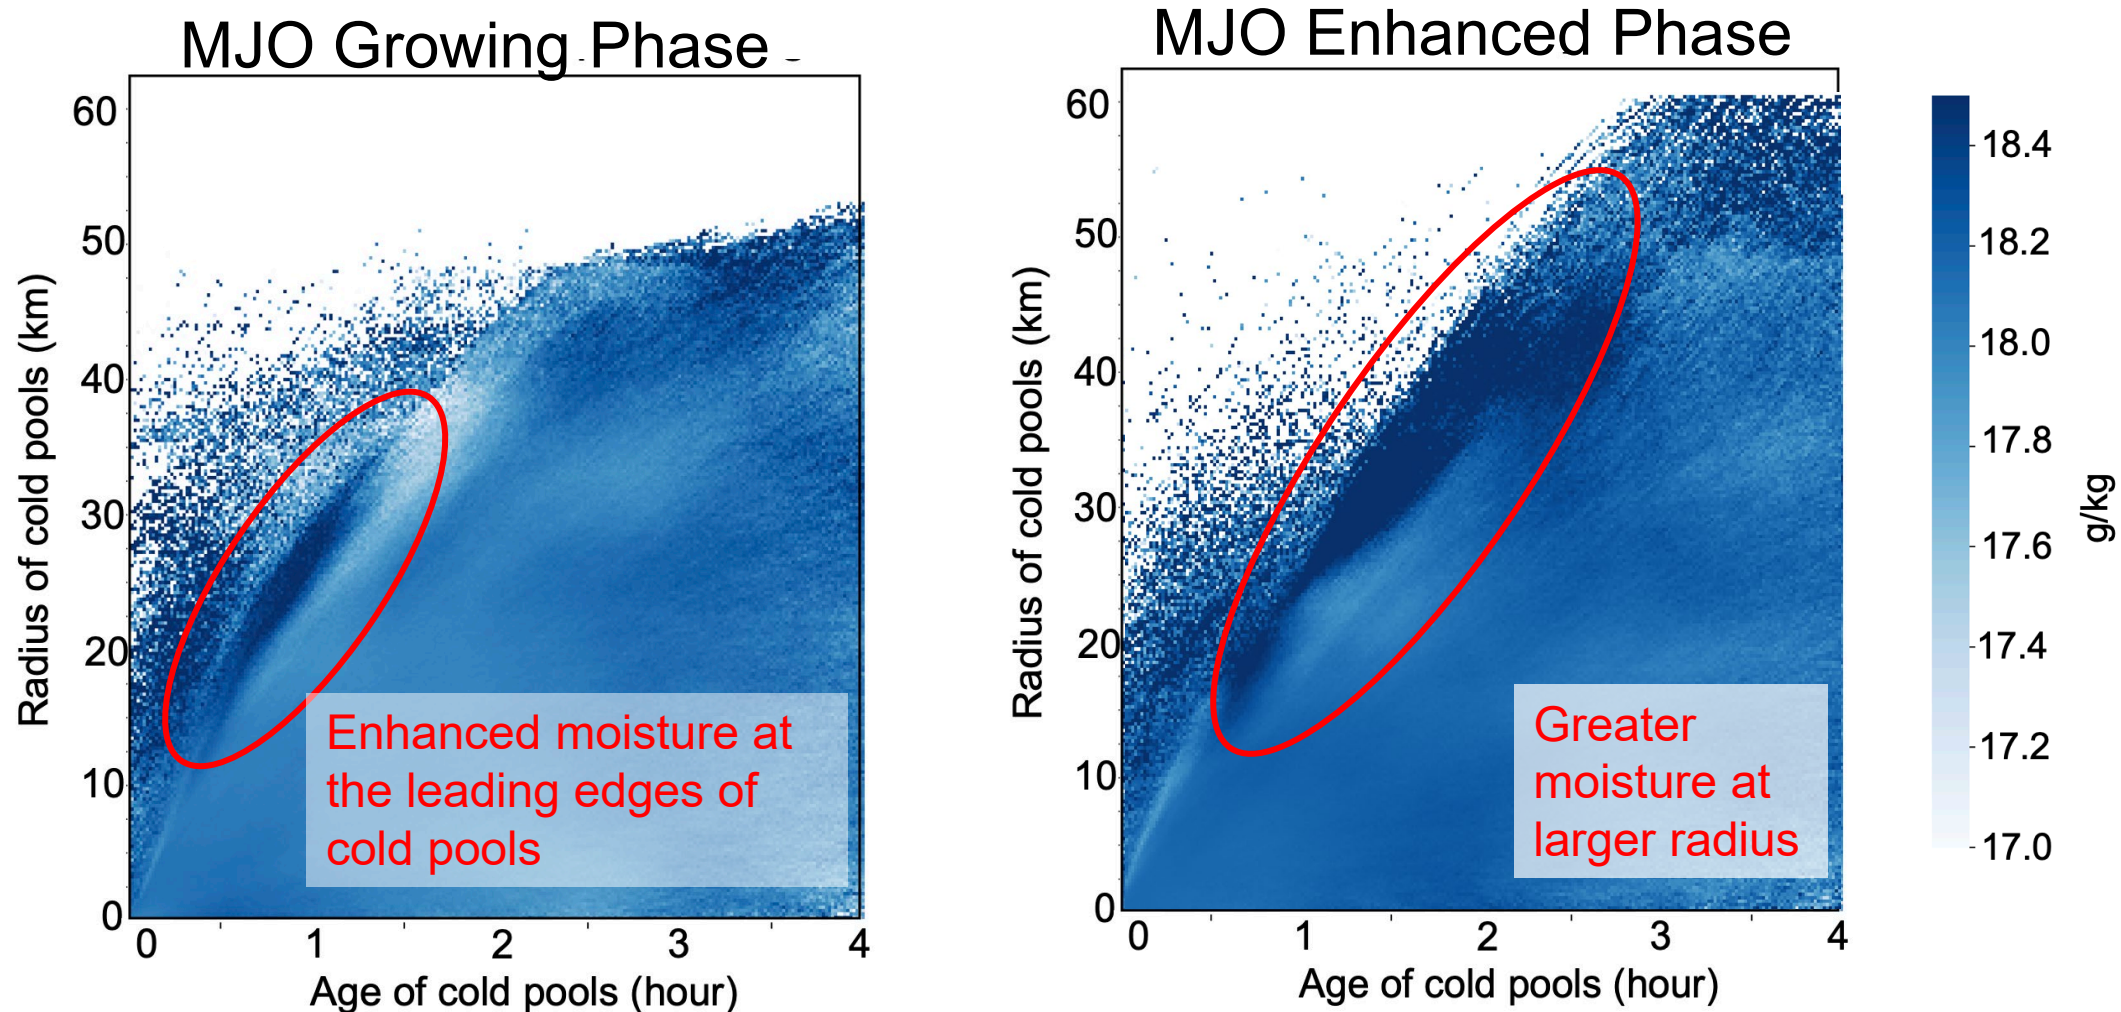 MJO Growing Phase
60
50
40
30
20
10
0
Radius of cold pools (km)
Enhanced moisture at
the leading edges of
cold pools
0 1 2 3 4
Age of cold pools (hour)
MJO Enhanced Phase
60
50
40
30
20
10
0
Radius of cold pools (km)
Greater
moisture at
larger radius
0 1 2 3 4
Age of cold pools (hour)
18.4
18.2
18.0
17.8
17.6
17.4
17.2
17.0
g/kg